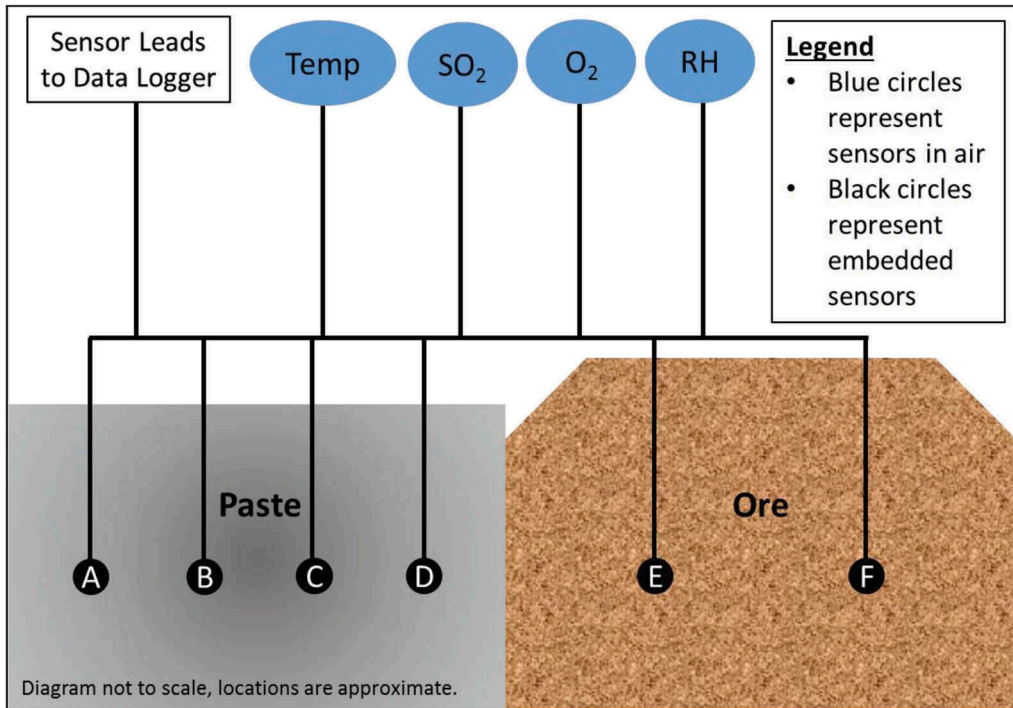 Sensor Leads
to Data Logger
Temp
SO₂
O₂
RH
Legend
• Blue circles
represent
sensors in air
• Black circles
represent
embedded
sensors
Paste
Ore
A
B
C
D
E
F
Diagram not to scale, locations are approximate.